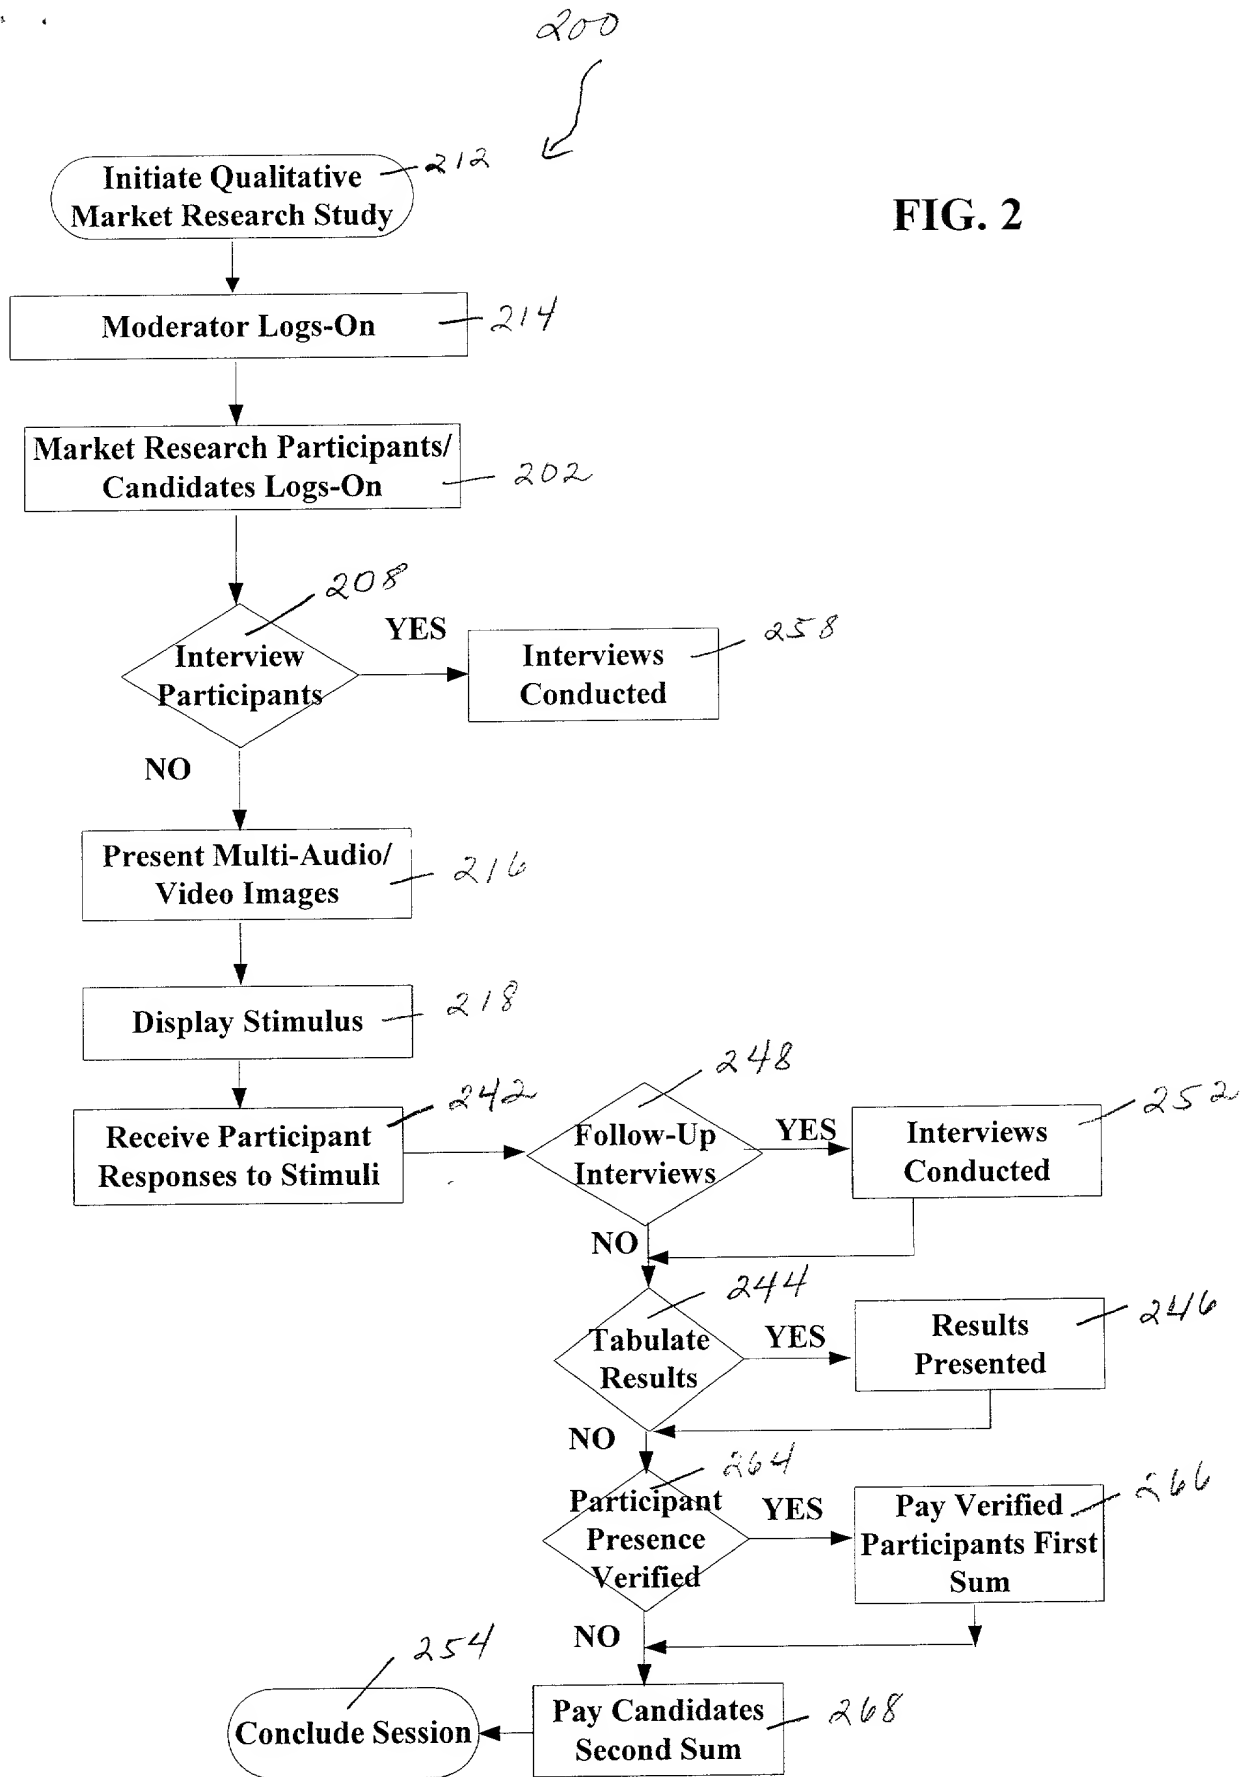 200
Initiate Qualitative
Market Research Study
212
FIG. 2
Moderator Logs-On
214
Market Research Participants/
Candidates Logs-On
202
208
Interview
Participants
YES
Interviews
Conducted
258
NO
Present Multi-Audio/
Video Images
216
Display Stimulus
218
Receive Participant
Responses to Stimuli
242
248
Follow-Up
Interviews
YES
Interviews
Conducted
252
NO
244
Tabulate
Results
YES
Results
Presented
246
NO
264
Participant
Presence
Verified
YES
Pay Verified
Participants First
Sum
266
NO
254
Conclude Session
Pay Candidates
Second Sum
268